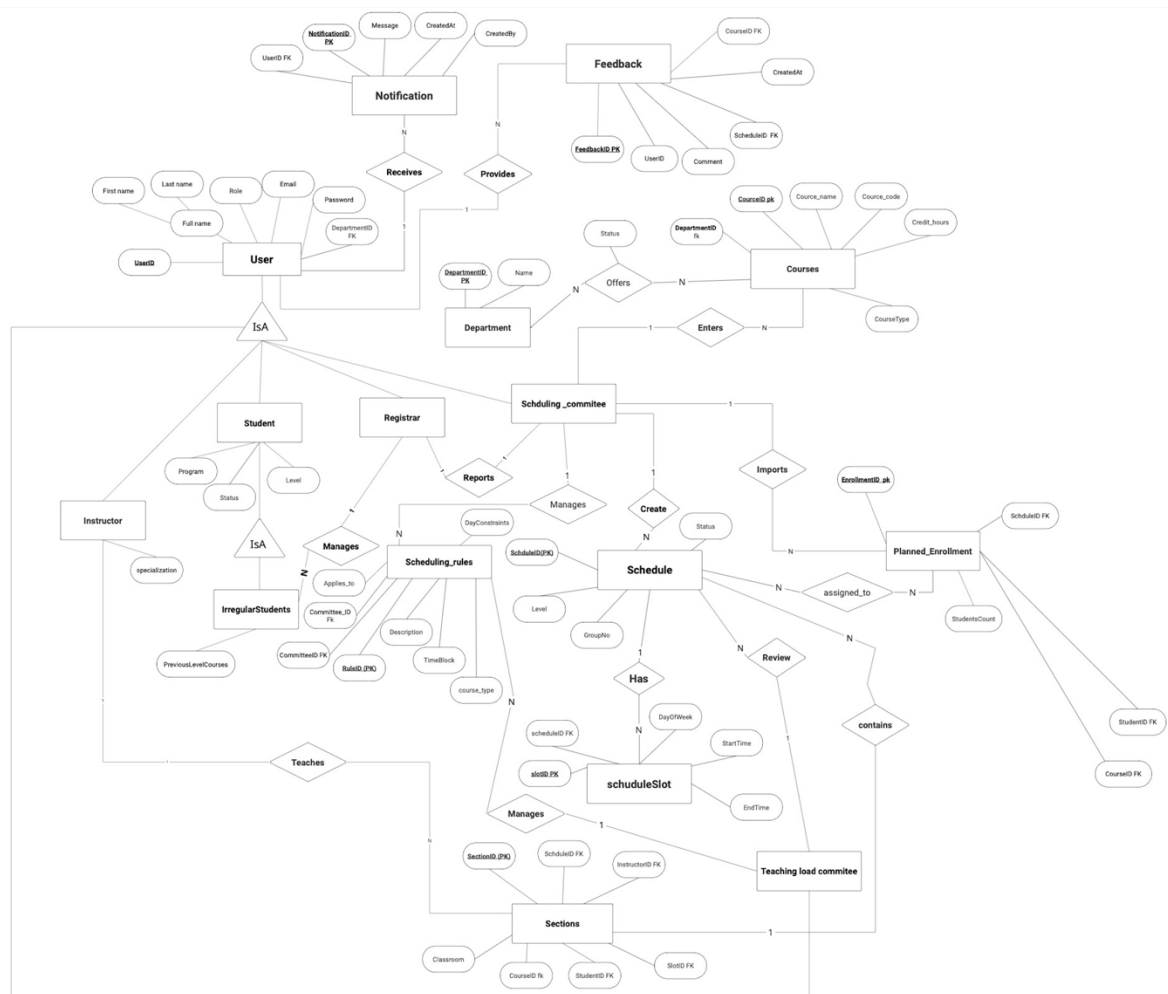 Message
CreatedAt
NotificationID
PK
CreatedBy
UserID FK
Notification
CourseID FK
Feedback
CreatedAt
N
N
ScheduleID FK
FeedbackID PK
UserID
Comment
Receives
Provides
Last name
Role
Email
First name
Password
Full name
DepartmentID
FK
1
1
User
UserID
IsA
Cource_name
Cource_code
CourceID pk
Status
Credit_hours
DepartmentID
fk
DepartmentID
PK
Name
Offers
Courses
N
N
Department
CourseType
1
Enters
N
Schduling _commitee
1
Student
Registrar
Program
Level
Status
1
Reports
1
1
1
Imports
EnrollmentID_pk
SchduleID FK
Manages
Create
Instructor
IsA
specialization
1
Manages
N
DayConstraints
N
Status
N
Planned_Enrollment
SchduleID(PK)
Schedule
Scheduling_rules
N
assigned_to
N
Applies_to
Level
IrregularStudents
Committee_ID
Fk
GroupNo
StudentsCount
Description
CommitteeID FK
TimeBlock
RuleID (PK)
course_type
PreviousLevelCourses
1
N
Review
N
Has
N
contains
DayOfWeek
scheduleID FK
StartTime
StudentID FK
slotID PK
schuduleSlot
1
CourseID FK
1
Teaches
N
EndTime
Manages
1
SectionID (PK)
SchduleID FK
InstructorID FK
Teaching load commitee
N
Sections
1
Classroom
CourseID fk
StudentID FK
SlotID FK